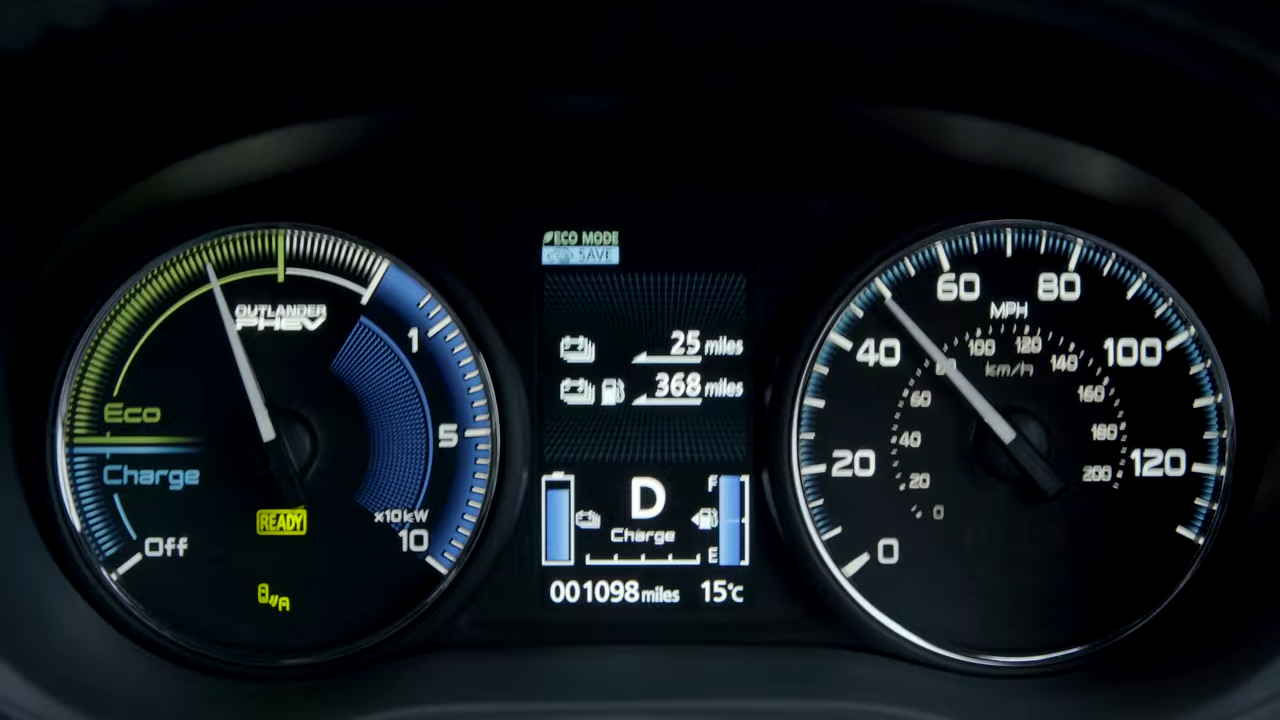 OUTLANDER
PHEV
Eco
Charge
Off
READY
A
1
5
x10kW
10
ECO MODE
SAVE
25 miles
368 miles
D
Charge
F
E
001098 miles
15°C
0
20
40
60
80
100
120
MPH
km/h
0
20
40
60
80
100
120
140
160
180
200